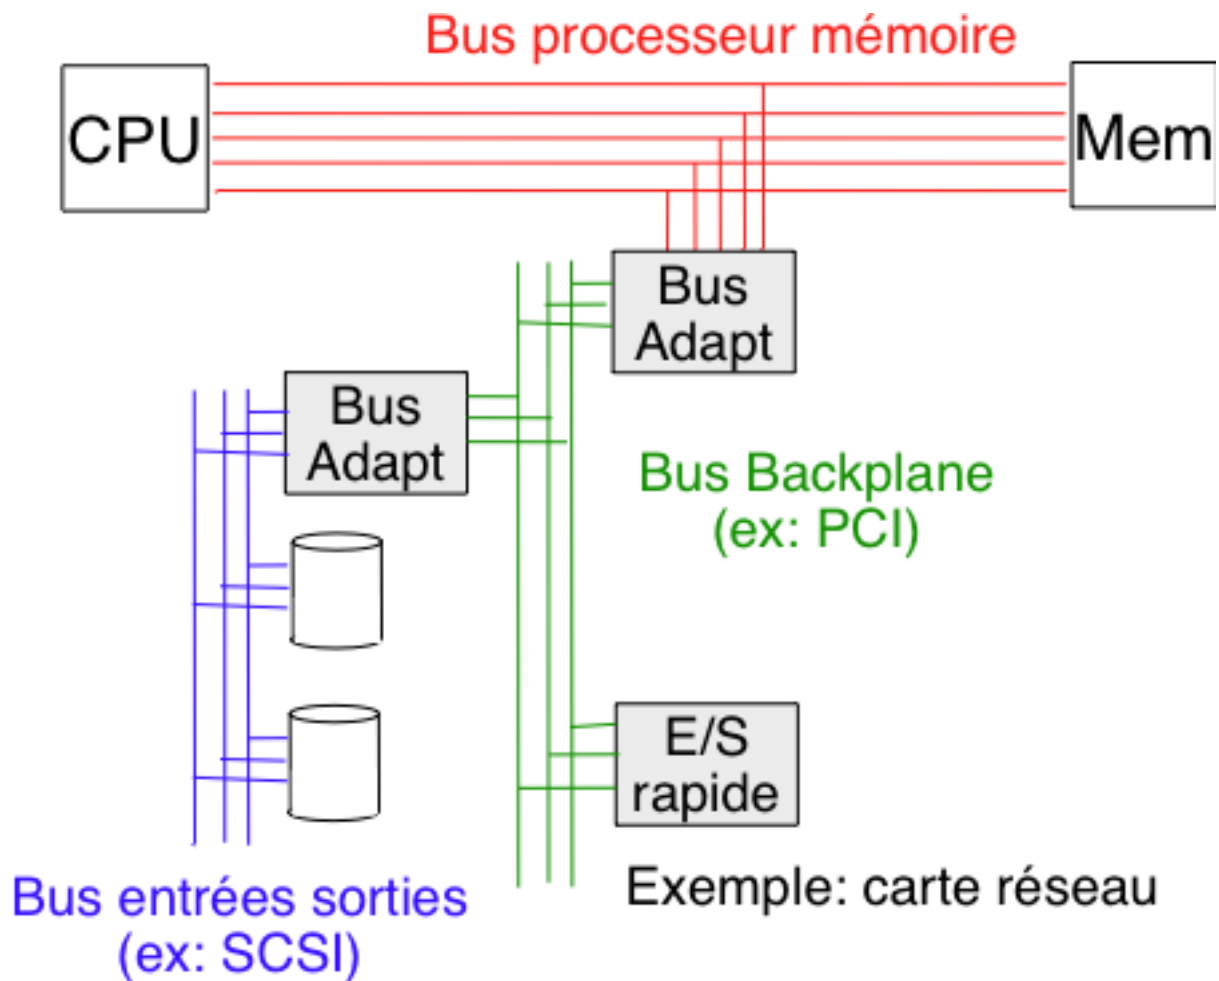 Bus processeur mémoire
CPU
Mem
Bus
Adapt
Bus
Adapt
Bus Backplane
(ex: PCI)
E/S
rapide
Exemple: carte réseau
Bus entrées sorties
(ex: SCSI)